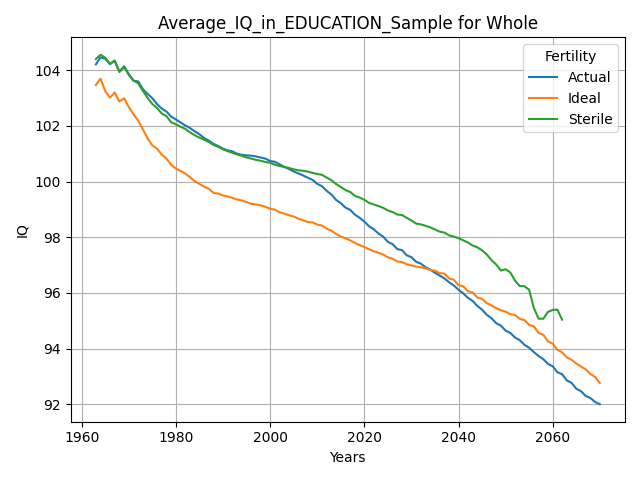 Average_IQ_in_EDUCATION_Sample for Whole
Fertility
Actual
Ideal
Sterile
IQ
104
102
100
98
96
94
92
1960 1980 2000 2020 2040 2060
Years